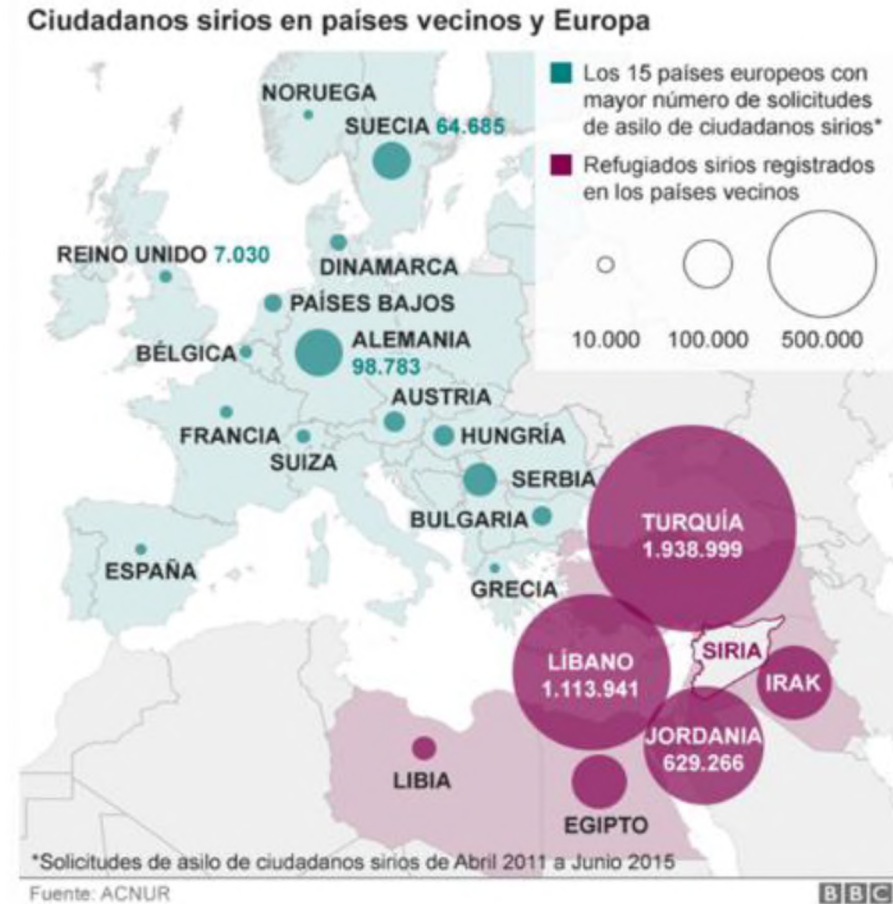 Ciudadanos sirios en países vecinos y Europa
Los 15 países europeos con
mayor número de solicitudes
de asilo de ciudadanos sirios*
Refugiados sirios registrados
en los países vecinos
10.000
100.000
500.000
NORUEGA
SUECIA 64.685
REINO UNIDO 7.030
DINAMARCA
PAÍSES BAJOS
BÉLGICA
ALEMANIA
98.783
AUSTRIA
FRANCIA
SUIZA
HUNGRÍA
SERBIA
BULGARIA
ESPAÑA
GRECIA
TURQUÍA
1.938.999
LÍBANO
1.113.941
SIRIA
IRAK
JORDANIA
629.266
LIBIA
EGIPTO
*Solicitudes de asilo de ciudadanos sirios de Abril 2011 a Junio 2015
Fuente: ACNUR
BBC